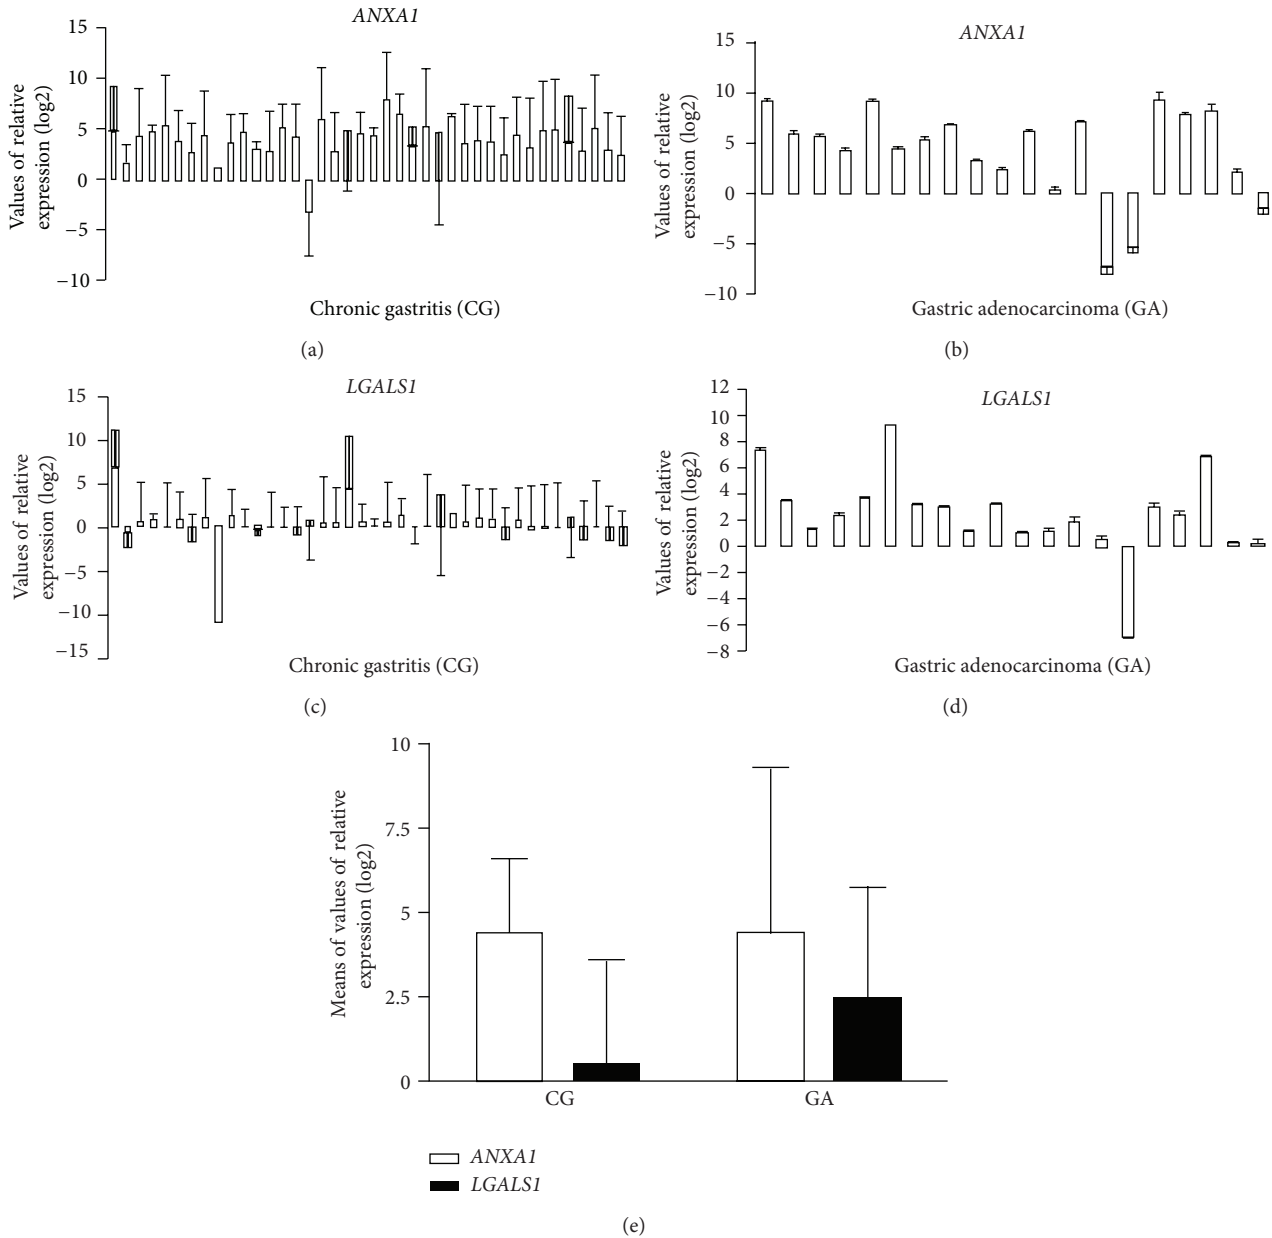 ANXA1
Values of relative
expression (log2)
15
10
5
0
−5
−10
Chronic gastritis (CG)
(a)
ANXA1
Values of relative
expression (log2)
15
10
5
0
−5
−10
Gastric adenocarcinoma (GA)
(b)
LGALS1
Values of relative
expression (log2)
15
10
5
0
−5
−10
−15
Chronic gastritis (CG)
(c)
LGALS1
Values of relative
expression (log2)
12
10
8
6
4
2
0
−2
−4
−6
−8
Gastric adenocarcinoma (GA)
(d)
Means of values of relative
expression (log2)
10
7.5
5
2.5
0
CG
GA
ANXA1
LGALS1
(e)